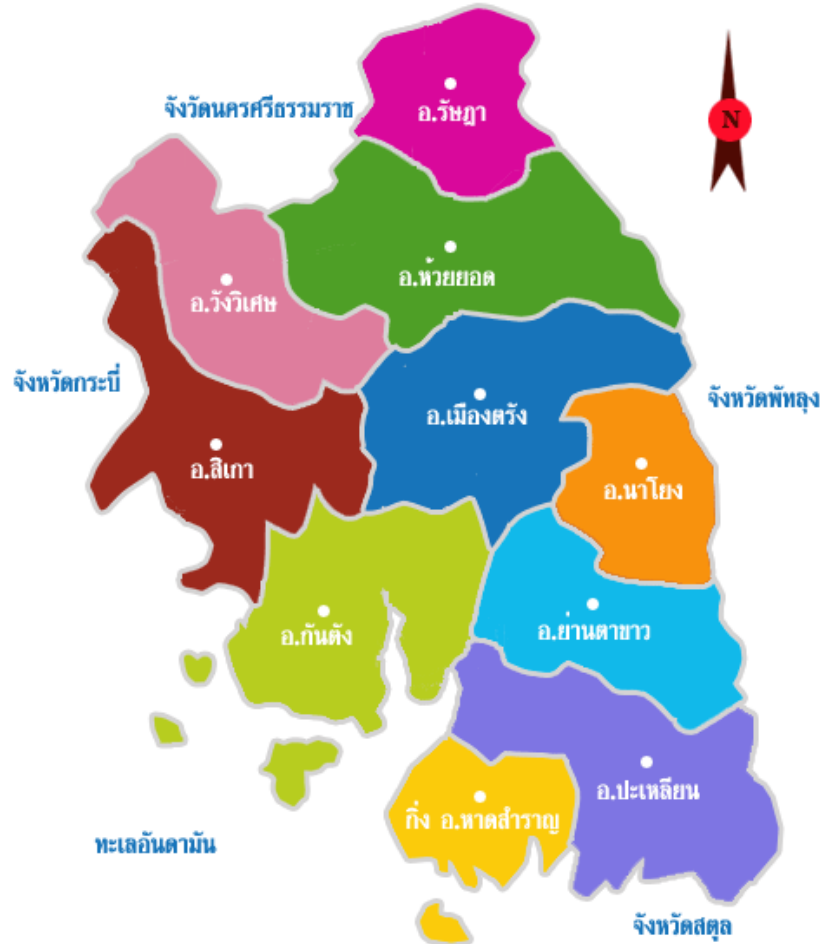 อ.รัษฎา
จังวัดนครศรีธรรมราช
N
อ.ห้วยยอด
อ.วังวิเศษ
จังหวัดกระบี่
จังหวัดพัทลุง
อ.เมืองตรัง
อ.สิเกา
อ.นาโยง
อ.กันตัง
อ.ย่านตาขาว
อ.ปะเหลียน
กิ่ง อ.หาดสำราญ
ทะเลอันดามัน
จังหวัดสตูล